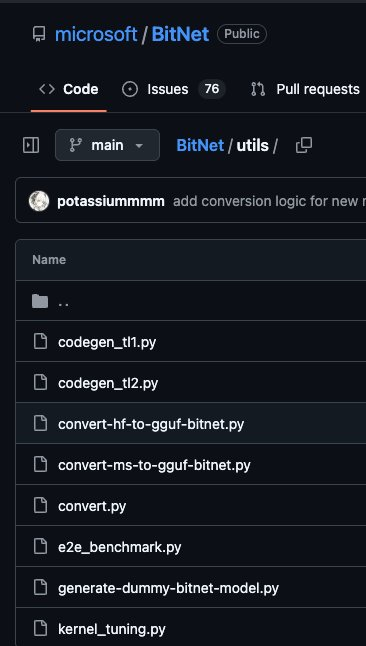 microsoft / BitNet Public
Code Issues 76 Pull requests
main BitNet / utils /
potassiummmm add conversion logic for new
Name
..
codegen_tl1.py
codegen_tl2.py
convert-hf-to-gguf-bitnet.py
convert-ms-to-gguf-bitnet.py
convert.py
e2e_benchmark.py
generate-dummy-bitnet-model.py
kernel_tuning.py